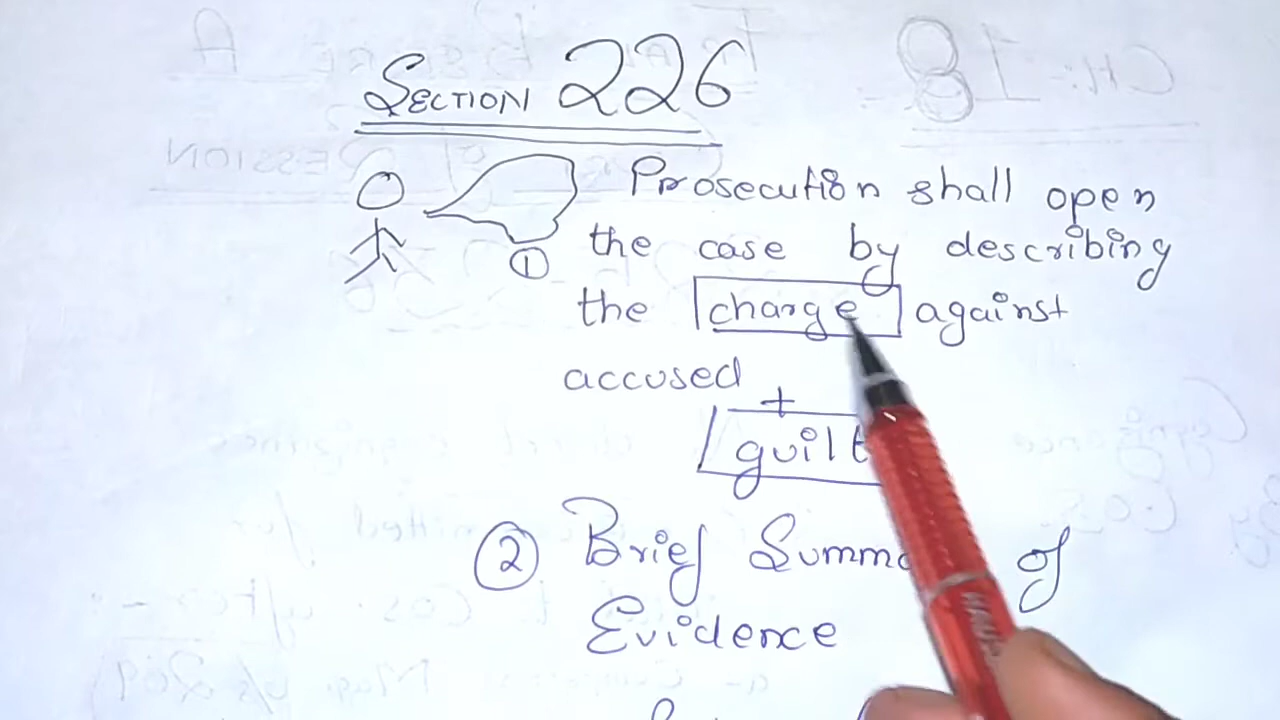 SECTION 226
Prosecution shall open
the case by describing
①
the charge against
accused
+
guilt
② Brief of
Evidence